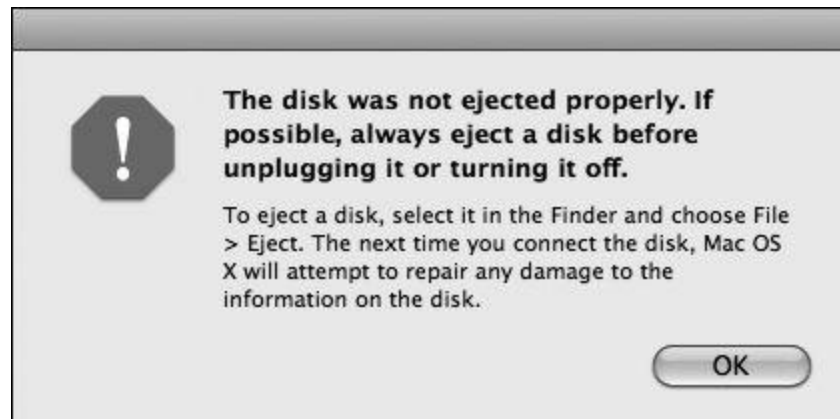 The disk was not ejected properly. If
possible, always eject a disk before
unplugging it or turning it off.
To eject a disk, select it in the Finder and choose File
> Eject. The next time you connect the disk, Mac OS
X will attempt to repair any damage to the
information on the disk.
OK